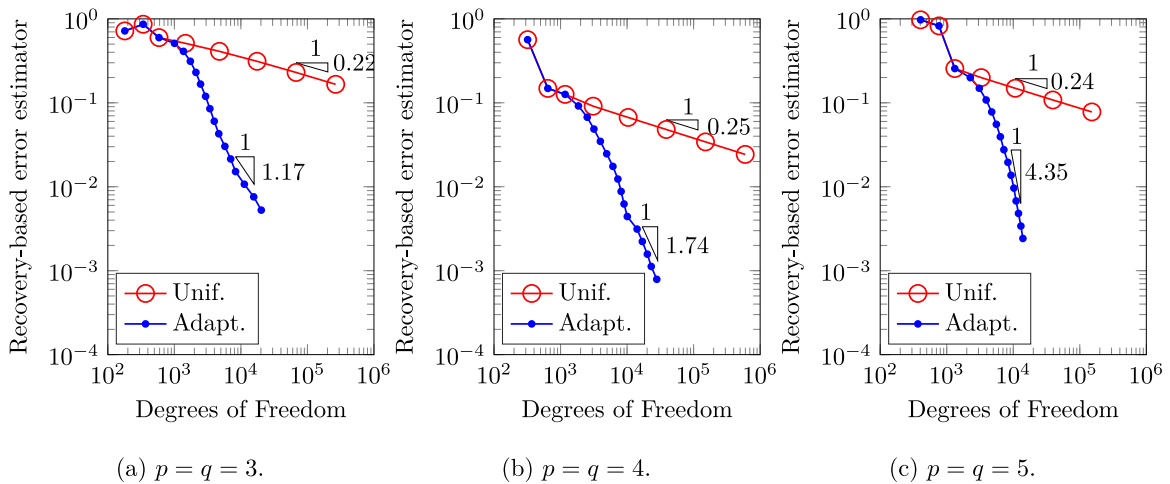 10^0
10^−1
10^−2
10^−3
10^−4
10^2
10^3
10^4
10^5
10^6
Recovery-based error estimator
Degrees of Freedom
1
0.22
1
1.17
Unif.
Adapt.
(a) p = q = 3.
10^0
10^−1
10^−2
10^−3
10^−4
10^2
10^3
10^4
10^5
10^6
Recovery-based error estimator
Degrees of Freedom
1
0.25
1
1.74
Unif.
Adapt.
(b) p = q = 4.
10^0
10^−1
10^−2
10^−3
10^−4
10^2
10^3
10^4
10^5
10^6
Recovery-based error estimator
Degrees of Freedom
1
0.24
1
4.35
Unif.
Adapt.
(c) p = q = 5.